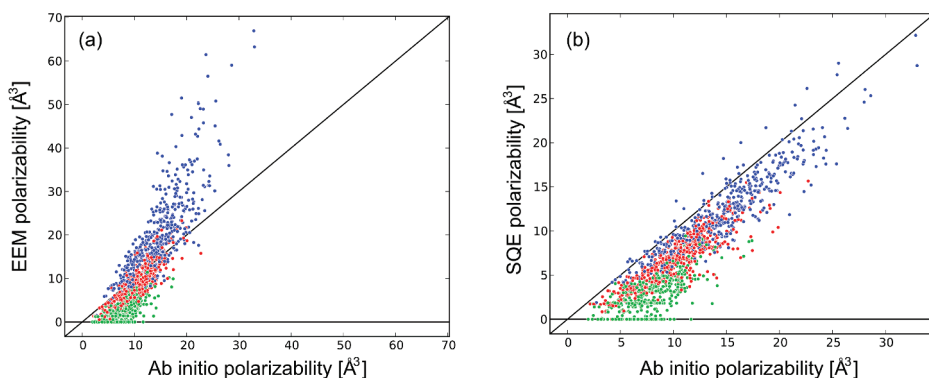 (a)
EEM polarizability [Å³]
70
60
50
40
30
20
10
0
0 10 20 30 40 50 60 70
Ab initio polarizability [Å³]
(b)
SQE polarizability [Å³]
30
25
20
15
10
5
0
0 5 10 15 20 25 30
Ab initio polarizability [Å³]